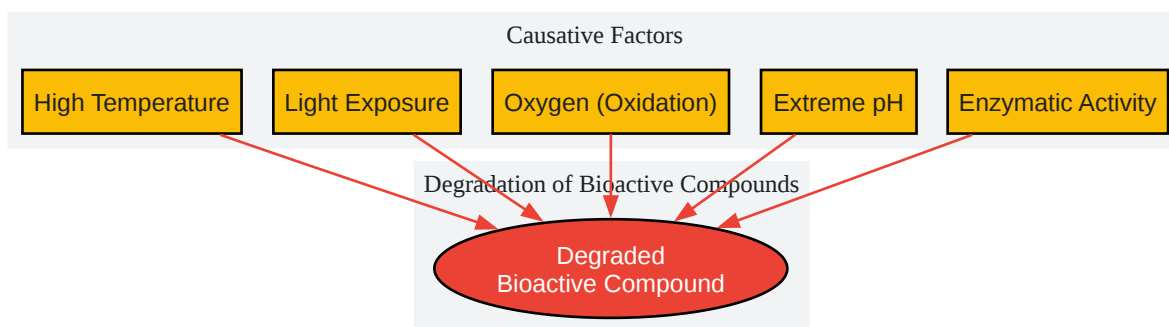 Causative Factors
High Temperature
Light Exposure
Oxygen (Oxidation)
Extreme pH
Enzymatic Activity
Degradation of Bioactive Compounds
Degraded
Bioactive Compound